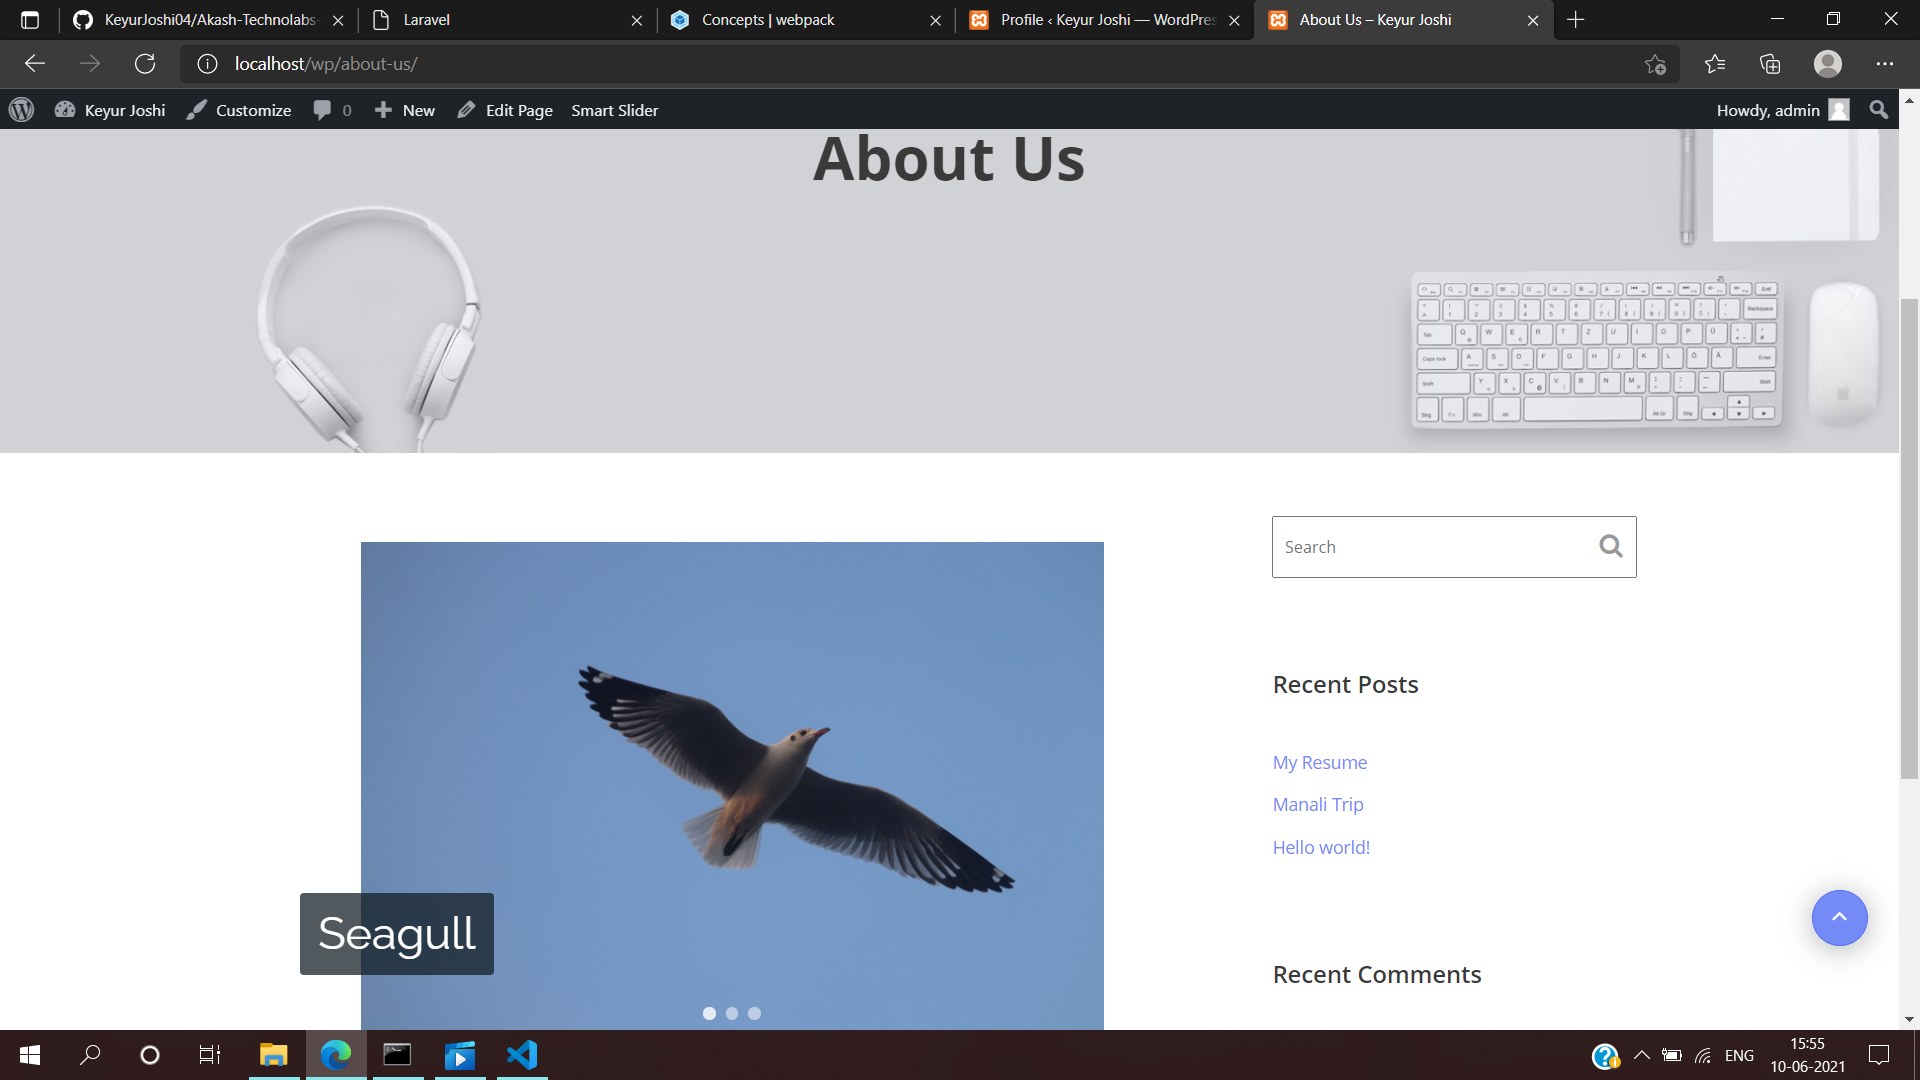 KeyurJoshi04/Akash-Technolabs-
Laravel
Concepts | webpack
Profile ‹ Keyur Joshi — WordPres
About Us – Keyur Joshi
localhost/wp/about-us/
Keyur Joshi
Customize
0
New
Edit Page
Smart Slider
Howdy, admin
About Us
Search
Recent Posts
My Resume
Manali Trip
Hello world!
Seagull
Recent Comments
ENG
15:55
10-06-2021